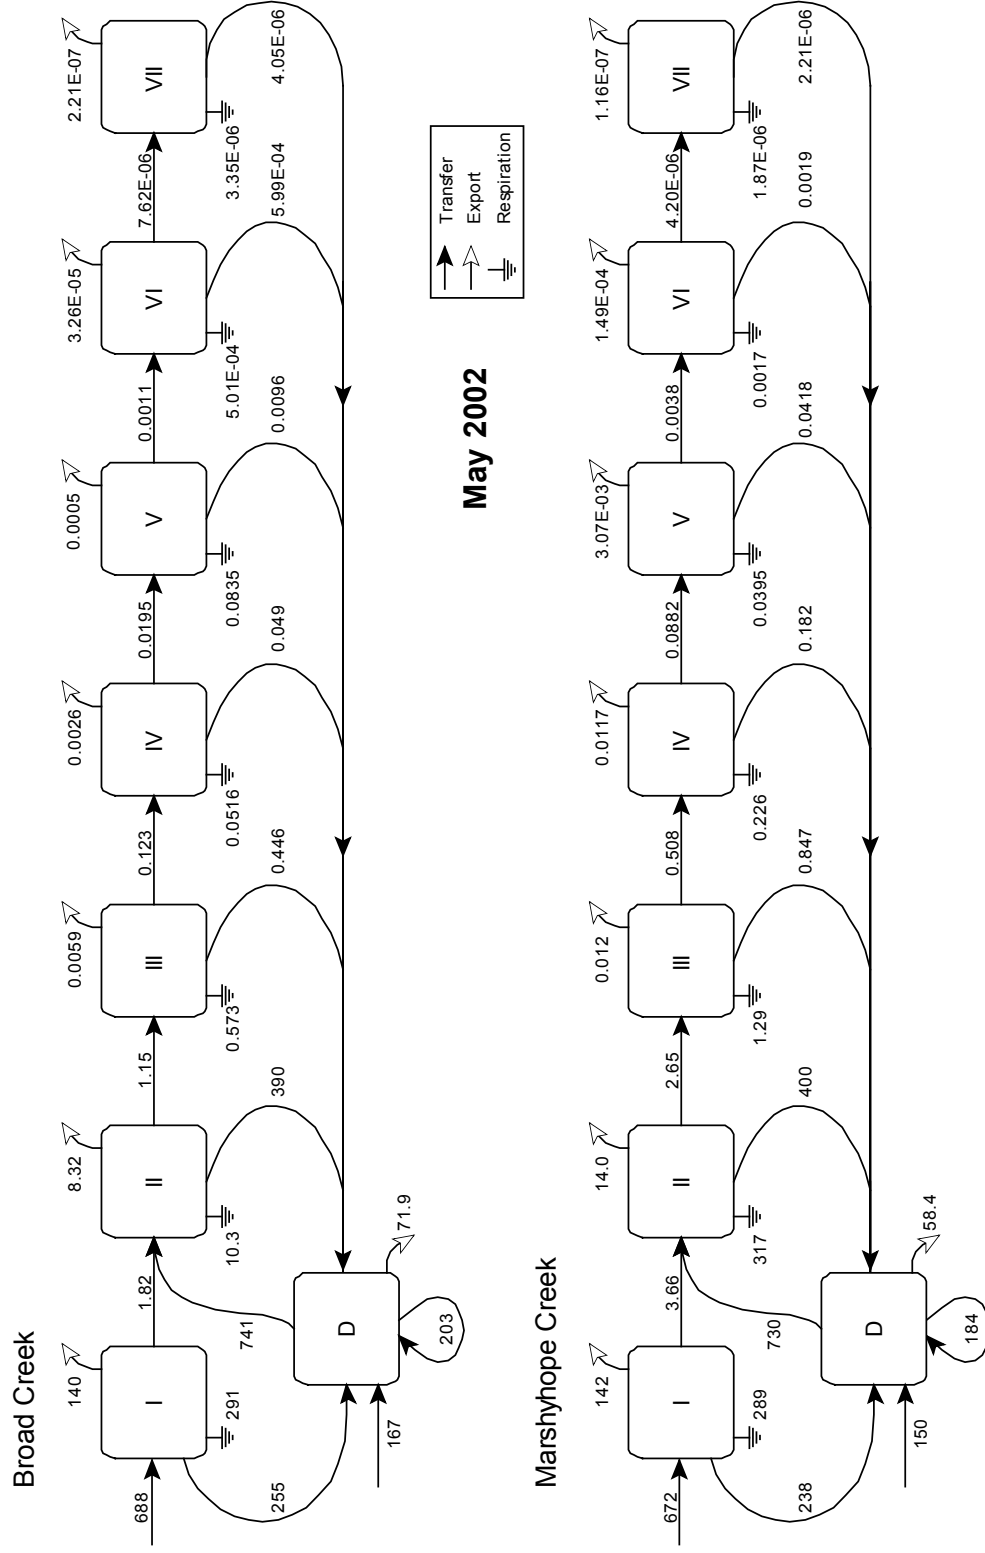 Broad Creek
688
I
140
291
255
1.82
II
8.32
10.3
390
1.15
III
0.0059
0.573
0.446
0.123
IV
0.0026
0.0516
0.049
0.0195
V
0.0005
0.0835
0.0096
0.0011
VI
3.26E-05
5.01E-04
5.99E-04
7.62E-06
VII
2.21E-07
3.35E-06
4.05E-06
741
D
167
203
71.9
May 2002
Transfer
Export
Respiration
Marshyhope Creek
672
I
142
289
238
3.66
II
14.0
317
400
2.65
III
0.012
1.29
0.847
0.508
IV
0.0117
0.226
0.182
0.0882
V
3.07E-03
0.0395
0.0418
0.0038
VI
1.49E-04
0.0017
0.0019
4.20E-06
VII
1.16E-07
1.87E-06
2.21E-06
730
D
150
184
58.4